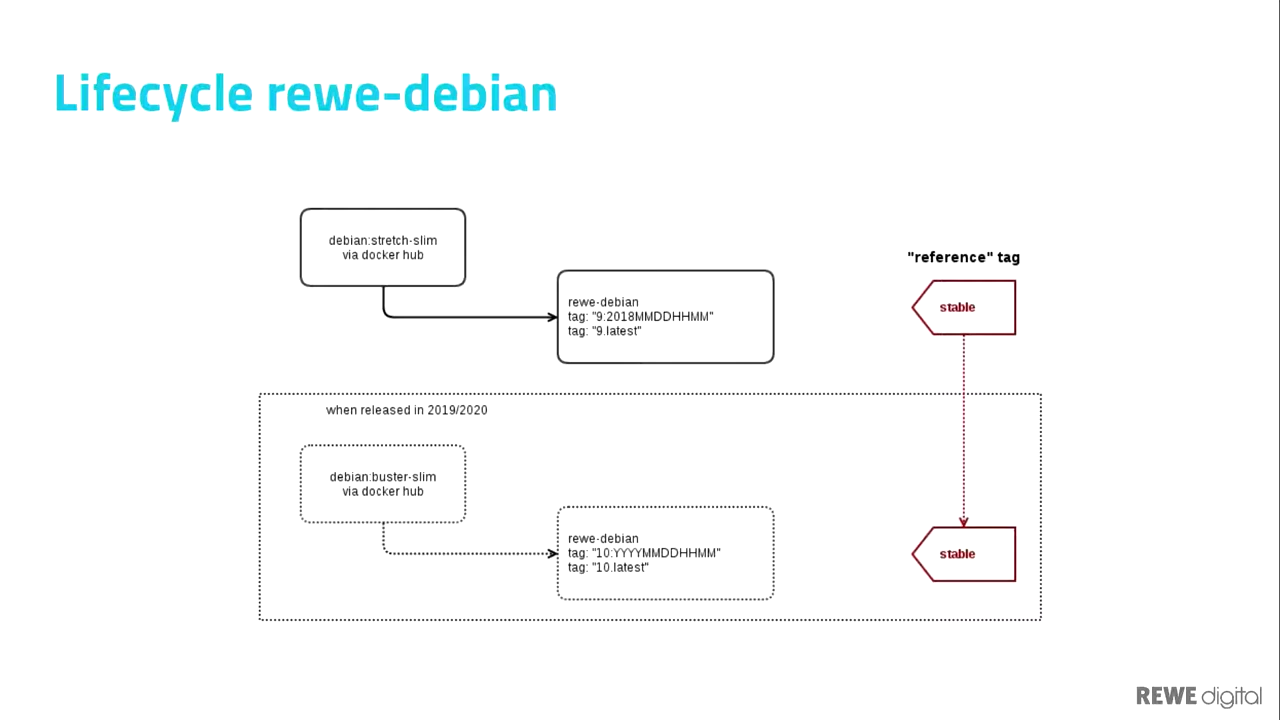 Lifecycle rewe-debian
debian:stretch-slim
via docker hub
"reference" tag
stable
rewe-debian
tag: "9:2018MMDDHHMM"
tag: "9.latest"
when released in 2019/2020
debian:buster-slim
via docker hub
rewe-debian
tag: "10:YYYYMMDDHHMM"
tag: "10.latest"
stable
REWE digital